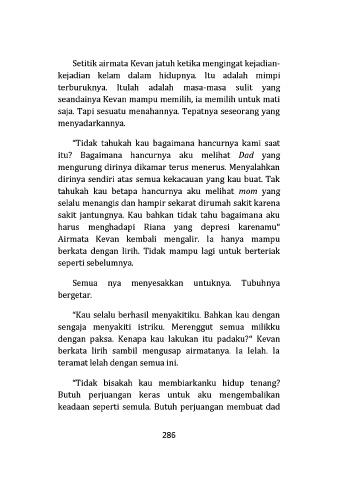 Setitik airmata Kevan jatuh ketika mengingat kejadian-
kejadian kelam dalam hidupnya. Itu adalah mimpi
terburuknya. Itulah adalah masa-masa sulit yang
seandainya Kevan mampu memilih, ia memilih untuk mati
saja. Tapi sesuatu menahannya. Tepatnya seseorang yang
menyadarkannya.
"Tidak tahukah kau bagaimana hancurnya kami saat
itu? Bagaimana hancurnya aku melihat Dad yang
mengurung dirinya dikamar terus menerus. Menyalahkan
dirinya sendiri atas semua kekacauan yang kau buat. Tak
tahukah kau betapa hancurnya aku melihat mom yang
selalu menangis dan hampir sekarat dirumah sakit karena
sakit jantungnya. Kau bahkan tidak tahu bagaimana aku
harus menghadapi Riana yang depresi karenamu"
Airmata Kevan kembali mengalir. Ia hanya mampu
berkata dengan lirih. Tidak mampu lagi untuk berteriak
seperti sebelumnya.
Semua nya menyesakkan untuknya. Tubuhnya
bergetar.
"Kau selalu berhasil menyakitiku. Bahkan kau dengan
sengaja menyakiti istriku. Merenggut semua milikku
dengan paksa. Kenapa kau lakukan itu padaku?" Kevan
berkata lirih sambil mengusap airmatanya. Ia lelah. Ia
teramat lelah dengan semua ini.
"Tidak bisakah kau membiarkanku hidup tenang?
Butuh perjuangan keras untuk aku mengembalikan
keadaan seperti semula. Butuh perjuangan membuat dad
286